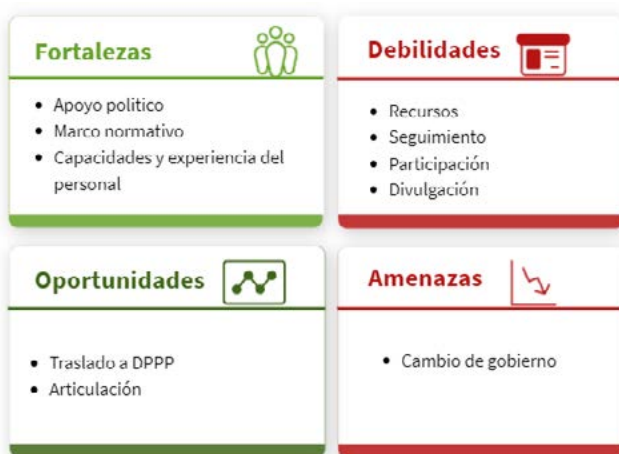 Fortalezas
• Apoyo politico
• Marco normativo
• Capacidades y experiencia del
personal
Debilidades
• Recursos
• Seguimiento
• Participación
• Divulgación
Oportunidades
• Traslado a DPPP
• Articulación
Amenazas
• Cambio de gobierno